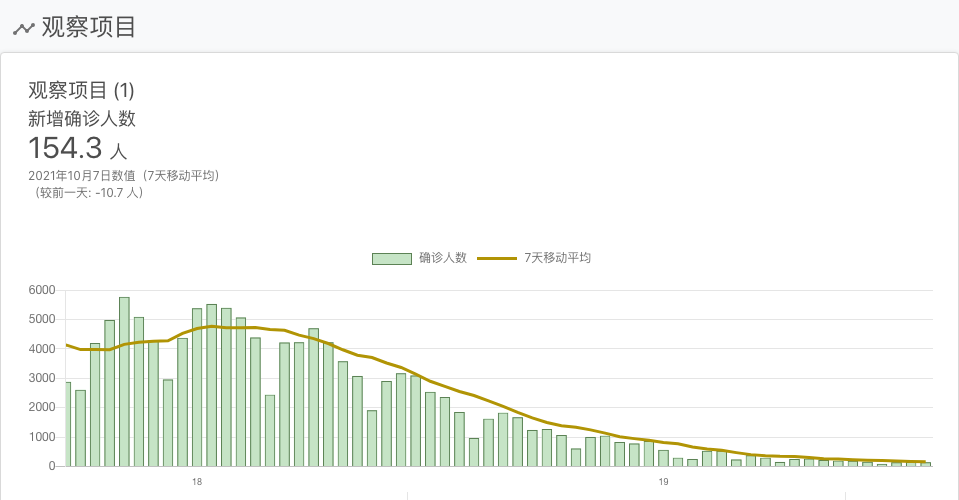 观察项目
观察项目 (1)
新增确诊人数
154.3 人
2021年10月7日数值（7天移动平均）
（较前一天: -10.7 人）
确诊人数 7天移动平均
6000
5000
4000
3000
2000
1000
0
18 19